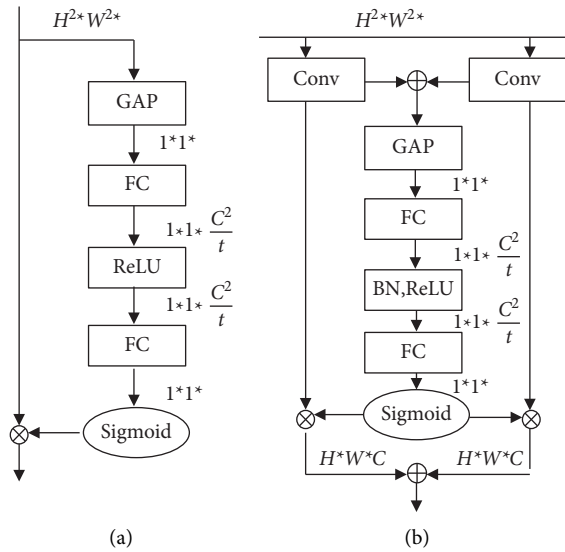 H²* W²*
GAP
1*1*
FC
1*1* C²/t
ReLU
1*1* C²/t
FC
1*1*
Sigmoid
(a)
H²* W²*
Conv
Conv
GAP
1*1*
FC
1*1* C²/t
BN,ReLU
1*1* C²/t
FC
1*1*
Sigmoid
H*W*C
H*W*C
(b)